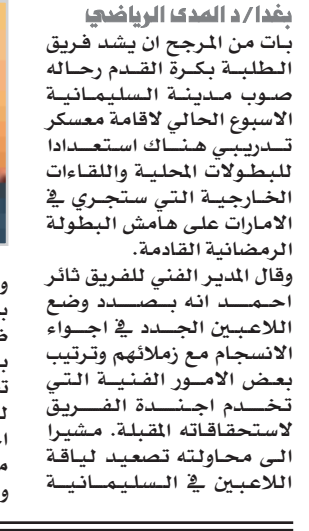 بغدا/د المدى الرياضي
بات من المرجح ان يشد فريق
الطلبة بكرة القدم رحاله
صوب مدينة السليمانية
الاسبوع الحالي لاقامة معسكر
تدريبي هناك استعدادا
للبطولات المحلية واللقاءات
الخارجية التي ستجري في
الامارات على هامش البطولة
الرمضانية القادمة.
وقال المدير الفني للفريق ثائر
احمد انه بصدد وضع
اللاعبين الجدد في اجواء
الانسجام مع زملائهم وترتيب
بعض الامور الفنية التي
تخدم اجندة الفريق
لاستحقاقاته المقبلة. مشيرا
الى محاولته تصعيد لياقة
اللاعبين في السليمانية